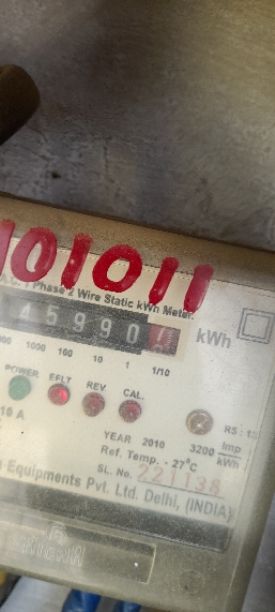 101011
1 Phase 2 Wire Static kWh Meter
45990 kWh
1000 100 10 1 1/10
POWER EFLT REV. CAL.
10 A
YEAR 2010 3200 Imp/kWh
Ref. Temp. - 27°C
SL. No. 221138
Equipments Pvt. Ltd. Delhi, (INDIA)